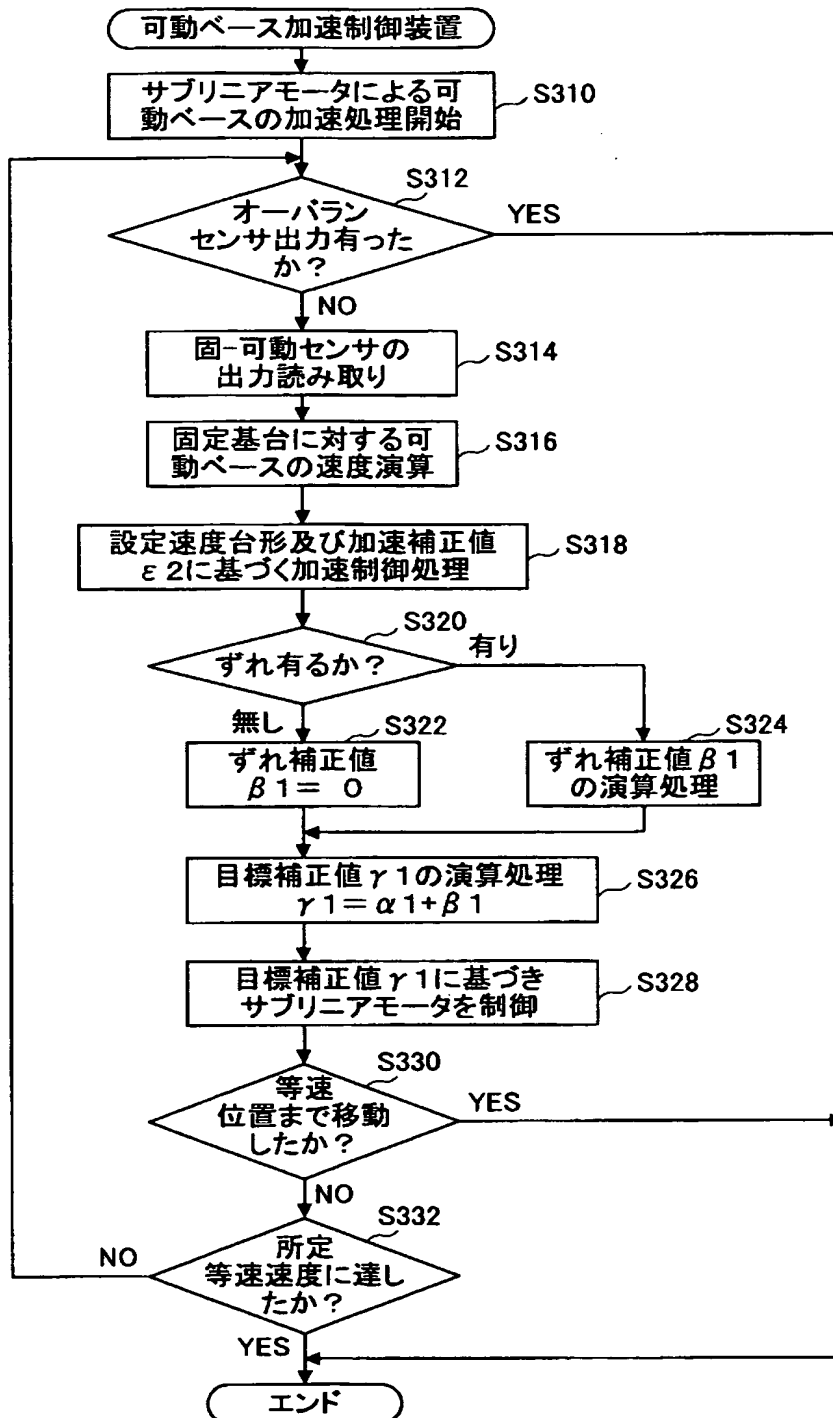 可動ベース加速制御装置
サブリニアモータによる可
動ベースの加速処理開始
S310
S312
オーバラン
センサ出力有った
か?
YES
NO
固-可動センサの
出力読み取り
S314
固定基台に対する可
動ベースの速度演算
S316
設定速度台形及び加速補正値
ε2に基づく加速制御処理
S318
S320
ずれ有るか?
有り
無し
S322
ずれ補正値
β1= 0
S324
ずれ補正値β1
の演算処理
目標補正値γ1の演算処理
γ1=α1+β1
S326
目標補正値γ1に基づき
サブリニアモータを制御
S328
S330
等速
位置まで移動
したか?
YES
NO
S332
所定
等速速度に達し
たか?
NO
YES
エンド